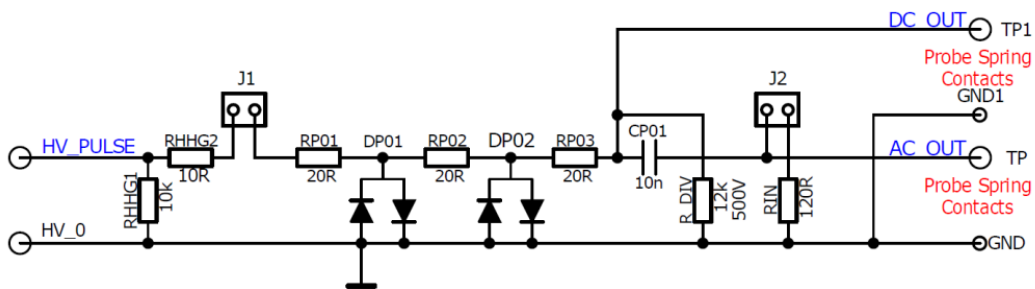 DC_OUT
TP1
Probe Spring
Contacts
GND1
J1
J2
HV_PULSE
RHHG2
10R
RP01
20R
DP01
RP02
20R
DP02
RP03
20R
CP01
10n
AC_OUT
TP
Probe Spring
Contacts
RHHG1
10k
R_DIV
12k
500V
RIN
120R
HV_0
GND